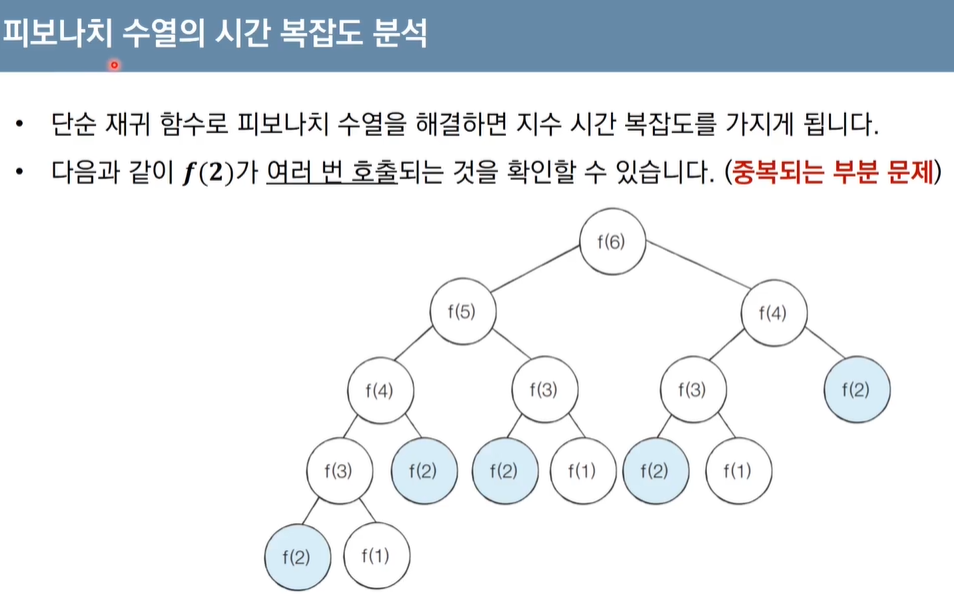 피보나치 수열의 시간 복잡도 분석
• 단순 재귀 함수로 피보나치 수열을 해결하면 지수 시간 복잡도를 가지게 됩니다.
• 다음과 같이 f(2)가 여러 번 호출되는 것을 확인할 수 있습니다. (중복되는 부분 문제)
f(6)
f(5) f(4)
f(4) f(3) f(3) f(2)
f(3) f(2) f(2) f(1) f(2) f(1)
f(2) f(1)